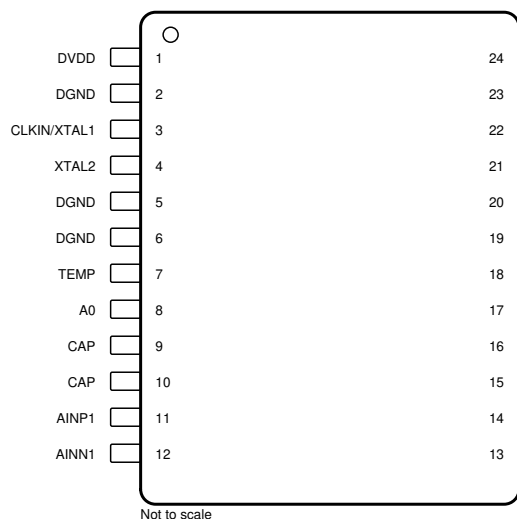 DVDD 1 24
DGND 2 23
CLKIN/XTAL1 3 22
XTAL2 4 21
DGND 5 20
DGND 6 19
TEMP 7 18
A0 8 17
CAP 9 16
CAP 10 15
AINP1 11 14
AINN1 12 13
Not to scale